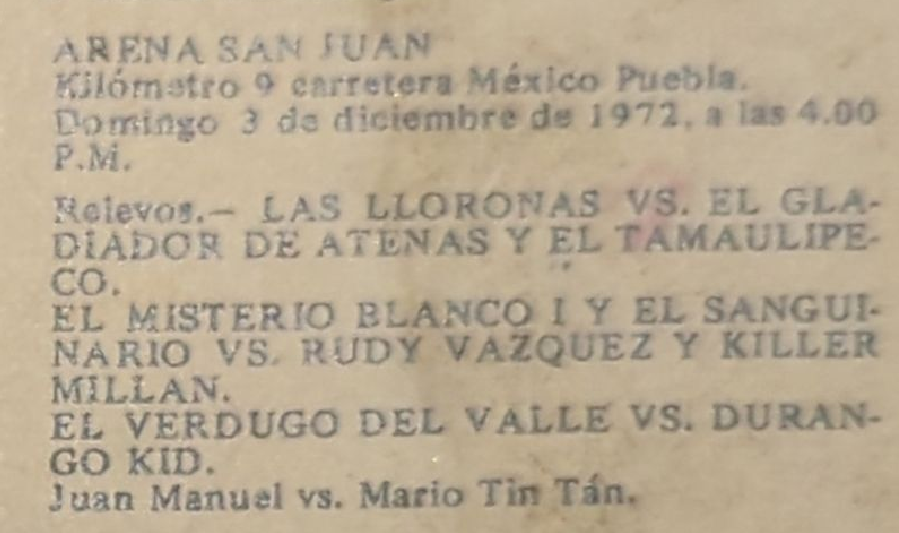 ARENA SAN JUAN
Kilómetro 9 carretera México Puebla.
Domingo 3 de diciembre de 1972, a las 4.00
P.M.
Relevos.— LAS LLORONAS VS. EL GLA-
DIADOR DE ATENAS Y EL TAMAULIPE-
CO.
EL MISTERIO BLANCO I Y EL SANGUI-
NARIO VS. RUDY VAZQUEZ Y KILLER
MILLAN.
EL VERDUGO DEL VALLE VS. DURAN-
GO KID.
Juan Manuel vs. Mario Tin Tán.